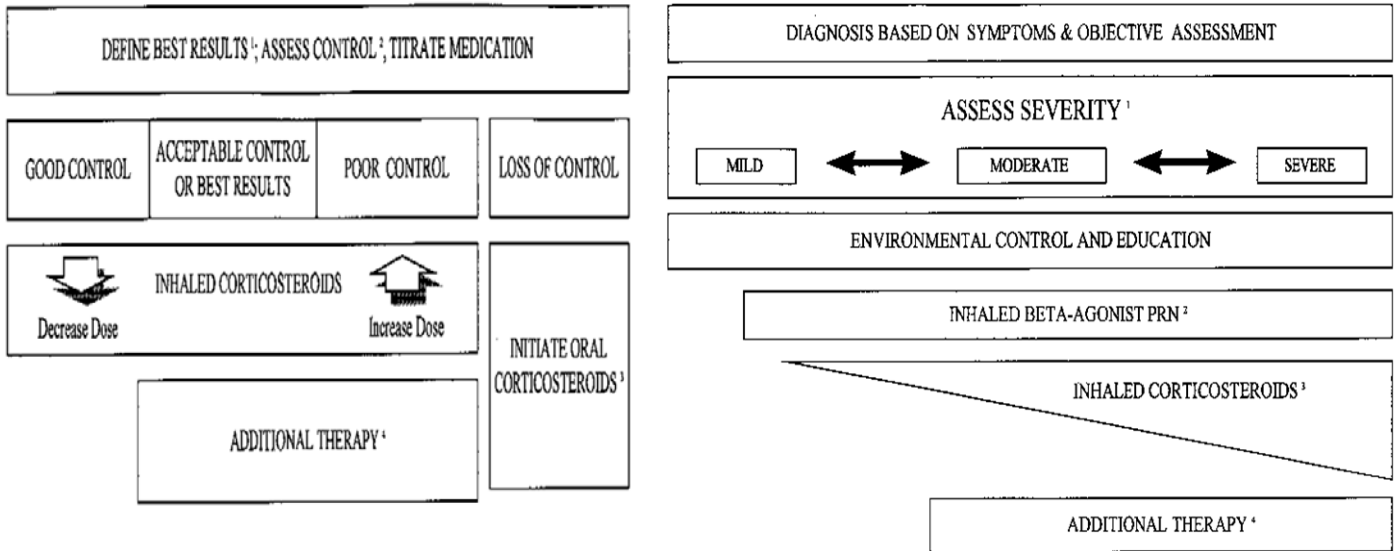 DEFINE BEST RESULTS ¹; ASSESS CONTROL ², TITRATE MEDICATION
GOOD CONTROL
ACCEPTABLE CONTROL
OR BEST RESULTS
POOR CONTROL
LOSS OF CONTROL
INHALED CORTICOSTEROIDS
Decrease Dose
Increase Dose
INITIATE ORAL
CORTICOSTEROIDS ³
ADDITIONAL THERAPY ⁴
DIAGNOSIS BASED ON SYMPTOMS & OBJECTIVE ASSESSMENT
ASSESS SEVERITY ¹
MILD
MODERATE
SEVERE
ENVIRONMENTAL CONTROL AND EDUCATION
INHALED BETA-AGONIST PRN ²
INHALED CORTICOSTEROIDS ³
ADDITIONAL THERAPY ⁴